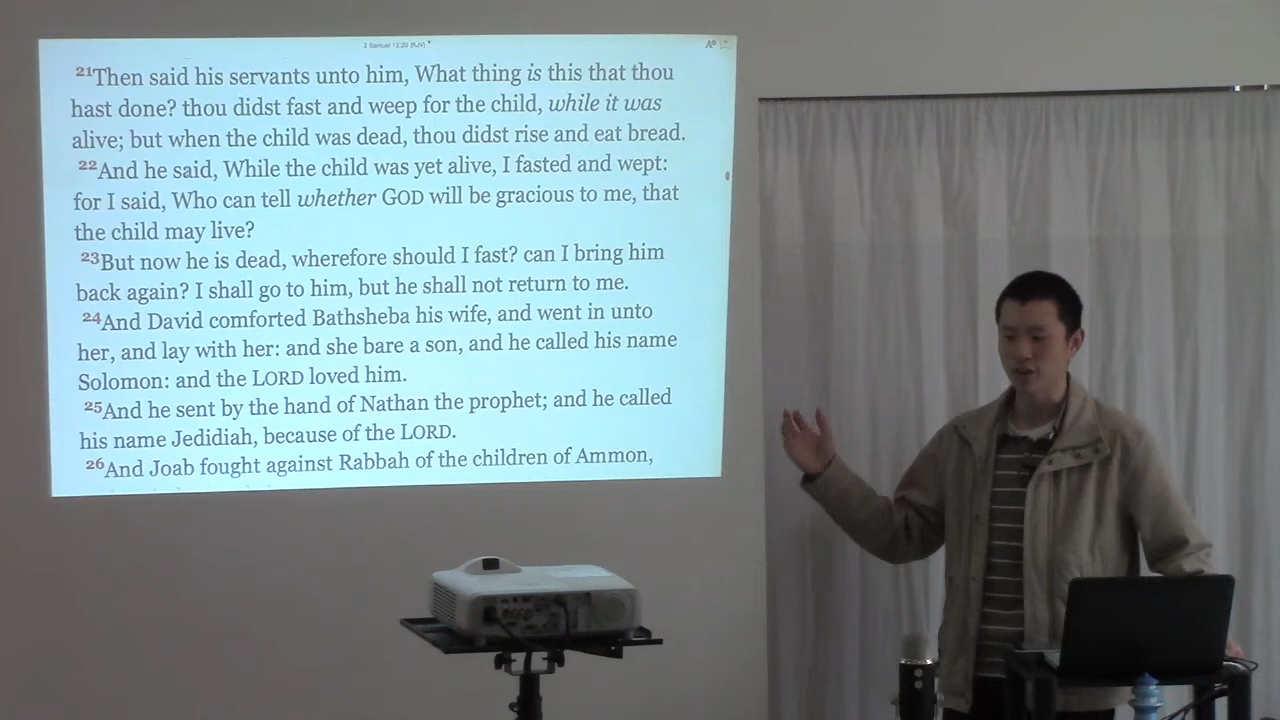 2 Samuel 12:20 (KJV)
21Then said his servants unto him, What thing is this that thou
hast done? thou didst fast and weep for the child, while it was
alive; but when the child was dead, thou didst rise and eat bread.
22And he said, While the child was yet alive, I fasted and wept:
for I said, Who can tell whether GOD will be gracious to me, that
the child may live?
23But now he is dead, wherefore should I fast? can I bring him
back again? I shall go to him, but he shall not return to me.
24And David comforted Bathsheba his wife, and went in unto
her, and lay with her: and she bare a son, and he called his name
Solomon: and the LORD loved him.
25And he sent by the hand of Nathan the prophet; and he called
his name Jedidiah, because of the LORD.
26And Joab fought against Rabbah of the children of Ammon,